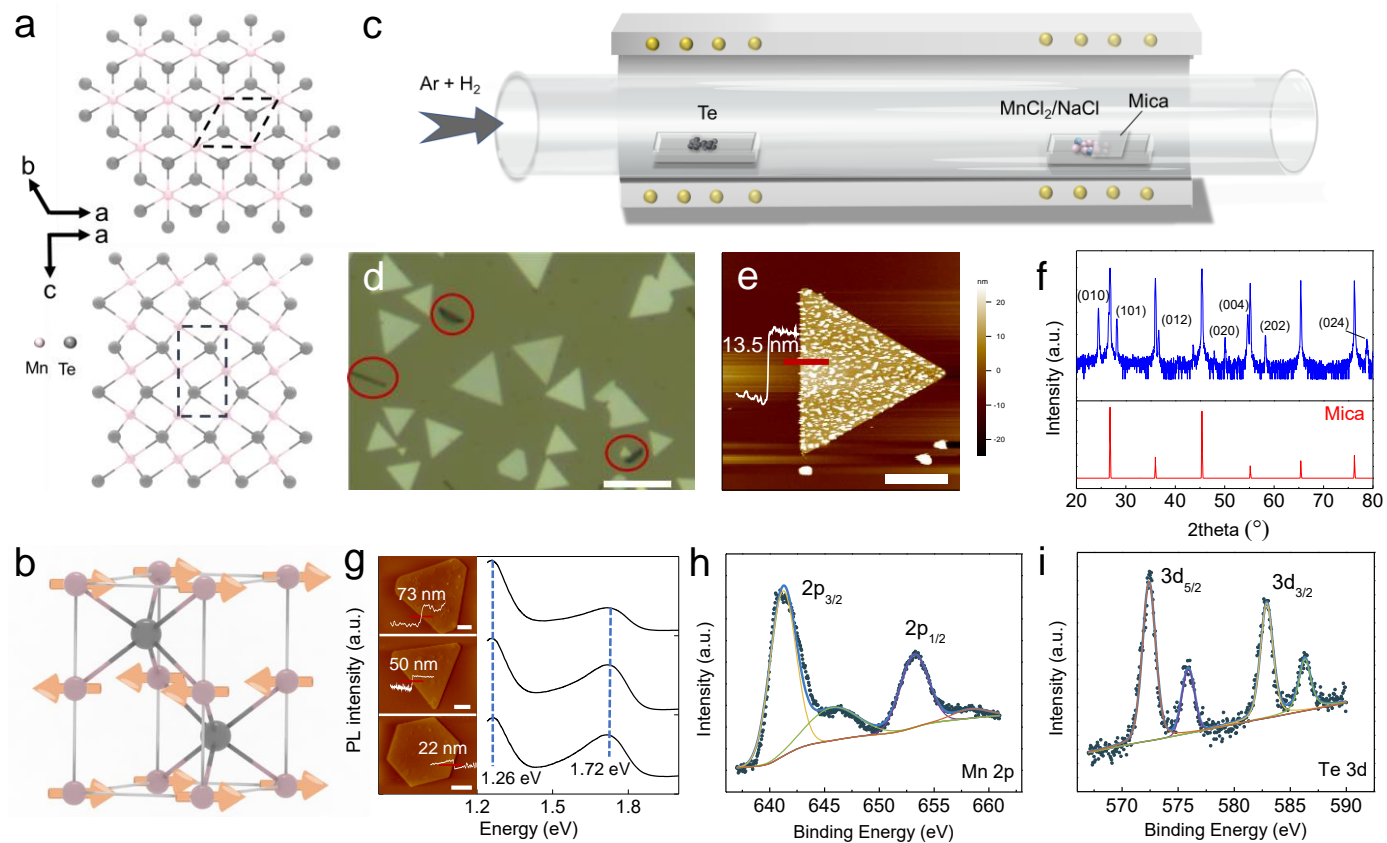 a
b
a
a
c
Mn
Te
b
c
Ar + H₂
Te
MnCl₂/NaCl
Mica
d
e
13.5 nm
nm
20
10
0
-10
-20
f
Intensity (a.u.)
(010)
(101)
(012)
(020)
(004)
(202)
(024)
Mica
20 30 40 50 60 70 80
2theta (°)
g
PL intensity (a.u.)
73 nm
50 nm
22 nm
1.26 eV
1.72 eV
1.2 1.5 1.8
Energy (eV)
h
Intensity (a.u.)
2p₃/₂
2p₁/₂
Mn 2p
640 645 650 655 660
Binding Energy (eV)
i
Intensity (a.u.)
3d₅/₂
3d₃/₂
Te 3d
570 575 580 585 590
Binding Energy (eV)